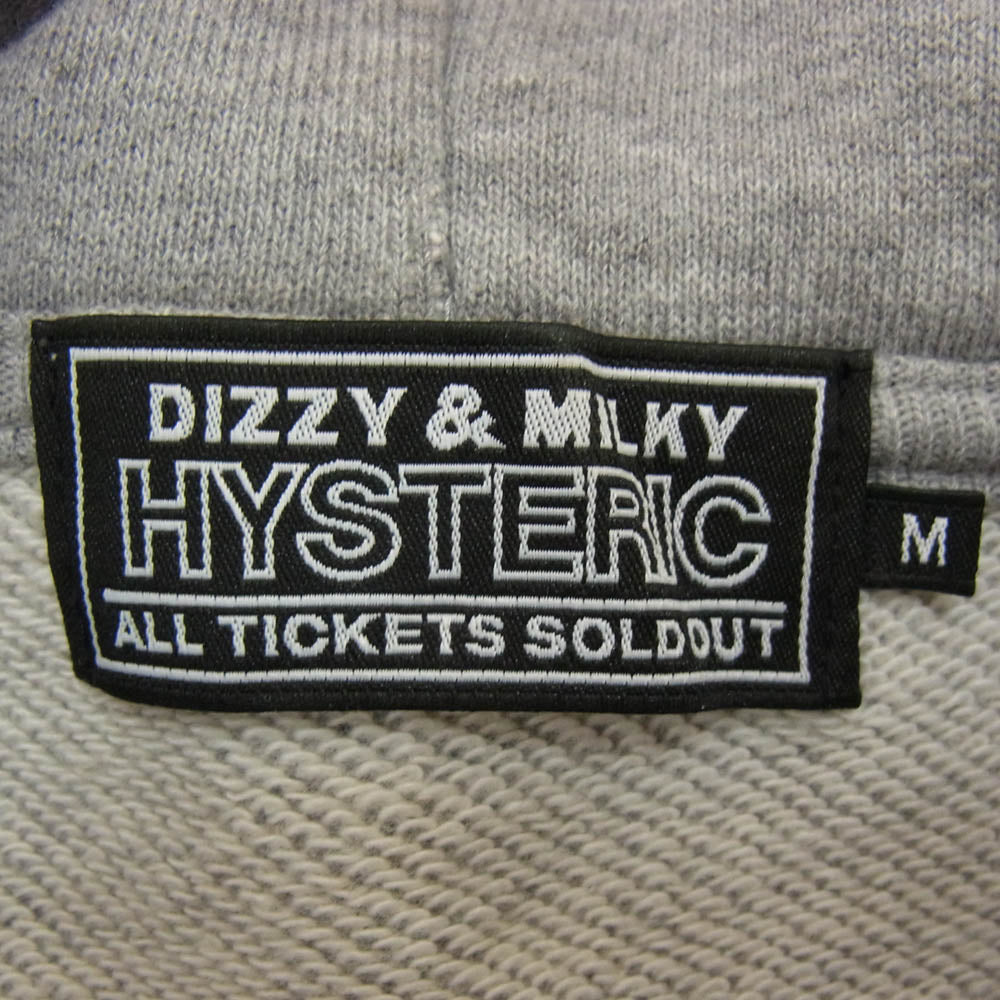 DIZZY & MILKY
HYSTERIC
ALL TICKETS SOLDOUT
M